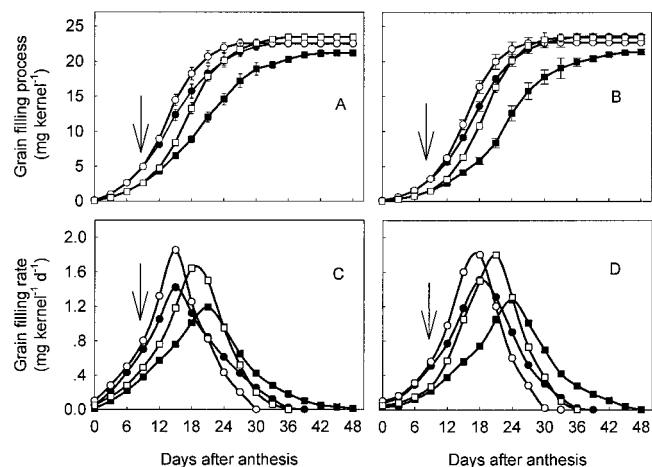 25
20
15
10
5
0
Grain filling process
(mg kernel⁻¹)
A
B
2.0
1.6
1.2
.8
.4
.0
Grain filling rate
(mg kernel⁻¹ d⁻¹)
C
D
0 6 12 18 24 30 36 42 48
0 6 12 18 24 30 36 42 48
Days after anthesis
Days after anthesis